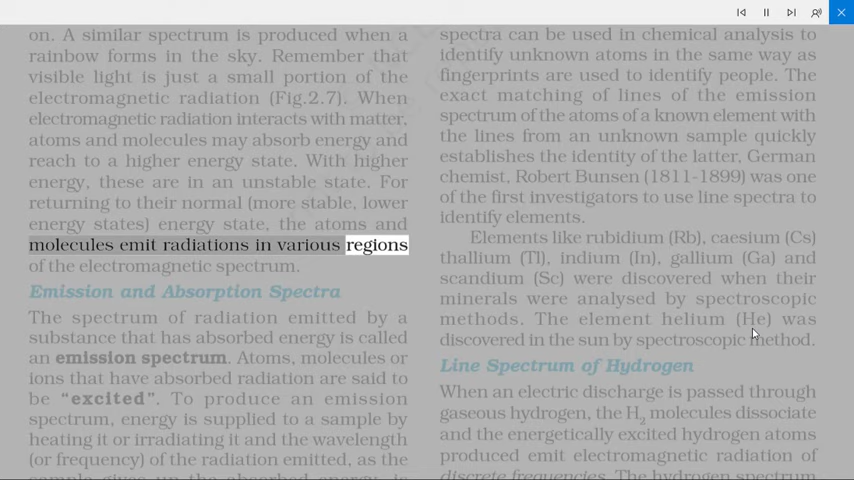 on. A similar spectrum is produced when a
rainbow forms in the sky. Remember that
visible light is just a small portion of the
electromagnetic radiation (Fig.2.7). When
electromagnetic radiation interacts with matter,
atoms and molecules may absorb energy and
reach to a higher energy state. With higher
energy, these are in an unstable state. For
returning to their normal (more stable, lower
energy states) energy state, the atoms and
molecules emit radiations in various regions
of the electromagnetic spectrum.
Emission and Absorption Spectra
The spectrum of radiation emitted by a
substance that has absorbed energy is called
an emission spectrum. Atoms, molecules or
ions that have absorbed radiation are said to
be “excited”. To produce an emission
spectrum, energy is supplied to a sample by
heating it or irradiating it and the wavelength
(or frequency) of the radiation emitted, as the
sample gives up the absorbed energy, is
spectra can be used in chemical analysis to
identify unknown atoms in the same way as
fingerprints are used to identify people. The
exact matching of lines of the emission
spectrum of the atoms of a known element with
the lines from an unknown sample quickly
establishes the identity of the latter, German
chemist, Robert Bunsen (1811-1899) was one
of the first investigators to use line spectra to
identify elements.
Elements like rubidium (Rb), caesium (Cs)
thallium (Tl), indium (In), gallium (Ga) and
scandium (Sc) were discovered when their
minerals were analysed by spectroscopic
methods. The element helium (He) was
discovered in the sun by spectroscopic method.
Line Spectrum of Hydrogen
When an electric discharge is passed through
gaseous hydrogen, the H₂ molecules dissociate
and the energetically excited hydrogen atoms
produced emit electromagnetic radiation of
discrete frequencies. The hydrogen spectrum